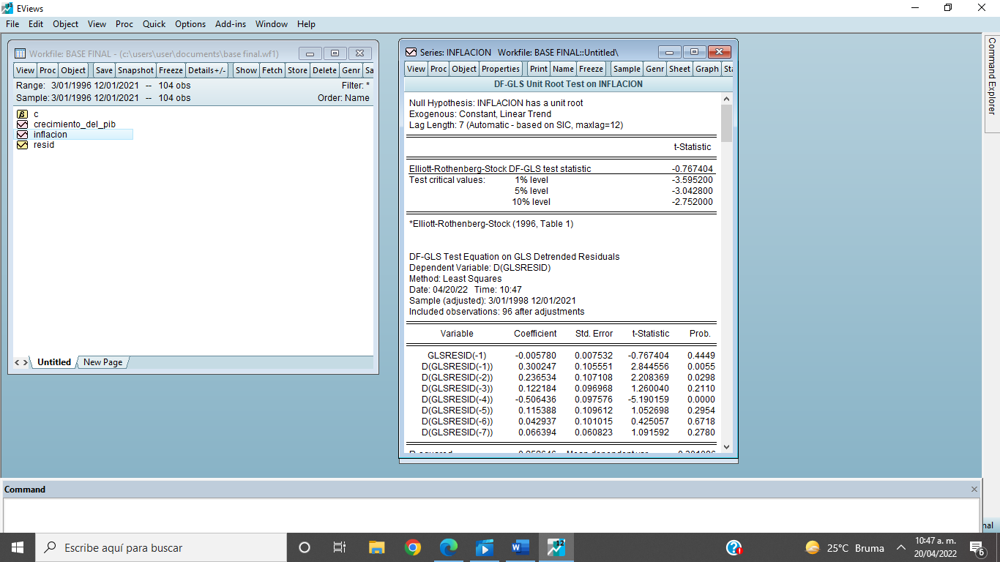 EViews
File Edit Object View Proc Quick Options Add-ins Window Help
Workfile: BASE FINAL - (c:\users\user\documents\base final.wf1)
View Proc Object Save Snapshot Freeze Details+/- Show Fetch Store Delete Genr Sa
Range: 3/01/1996 12/01/2021 -- 104 obs Filter: *
Sample: 3/01/1996 12/01/2021 -- 104 obs Order: Name
β c
crecimiento_del_pib
inflacion
resid
< > Untitled New Page
Series: INFLACION Workfile: BASE FINAL::Untitled\
View Proc Object Properties Print Name Freeze Sample Genr Sheet Graph Sta
DF-GLS Unit Root Test on INFLACION
Null Hypothesis: INFLACION has a unit root
Exogenous: Constant, Linear Trend
Lag Length: 7 (Automatic - based on SIC, maxlag=12)
t-Statistic
Elliott-Rothenberg-Stock DF-GLS test statistic -0.767404
Test critical values: 1% level -3.595200
5% level -3.042800
10% level -2.752000
*Elliott-Rothenberg-Stock (1996, Table 1)
DF-GLS Test Equation on GLS Detrended Residuals
Dependent Variable: D(GLSRESID)
Method: Least Squares
Date: 04/20/22 Time: 10:47
Sample (adjusted): 3/01/1998 12/01/2021
Included observations: 96 after adjustments
Variable Coefficient Std. Error t-Statistic Prob.
GLSRESID(-1) -0.005780 0.007532 -0.767404 0.4449
D(GLSRESID(-1)) 0.300247 0.105551 2.844556 0.0055
D(GLSRESID(-2)) 0.236534 0.107108 2.208369 0.0298
D(GLSRESID(-3)) 0.122184 0.096968 1.260040 0.2110
D(GLSRESID(-4)) -0.506436 0.097576 -5.190159 0.0000
D(GLSRESID(-5)) 0.115388 0.109612 1.052698 0.2954
D(GLSRESID(-6)) 0.042937 0.101015 0.425057 0.6718
D(GLSRESID(-7)) 0.066394 0.060823 1.091592 0.2780
Command Explorer
Command
nal
Escribe aquí para buscar
W
12
25°C Bruma
10:47 a. m.
20/04/2022
6